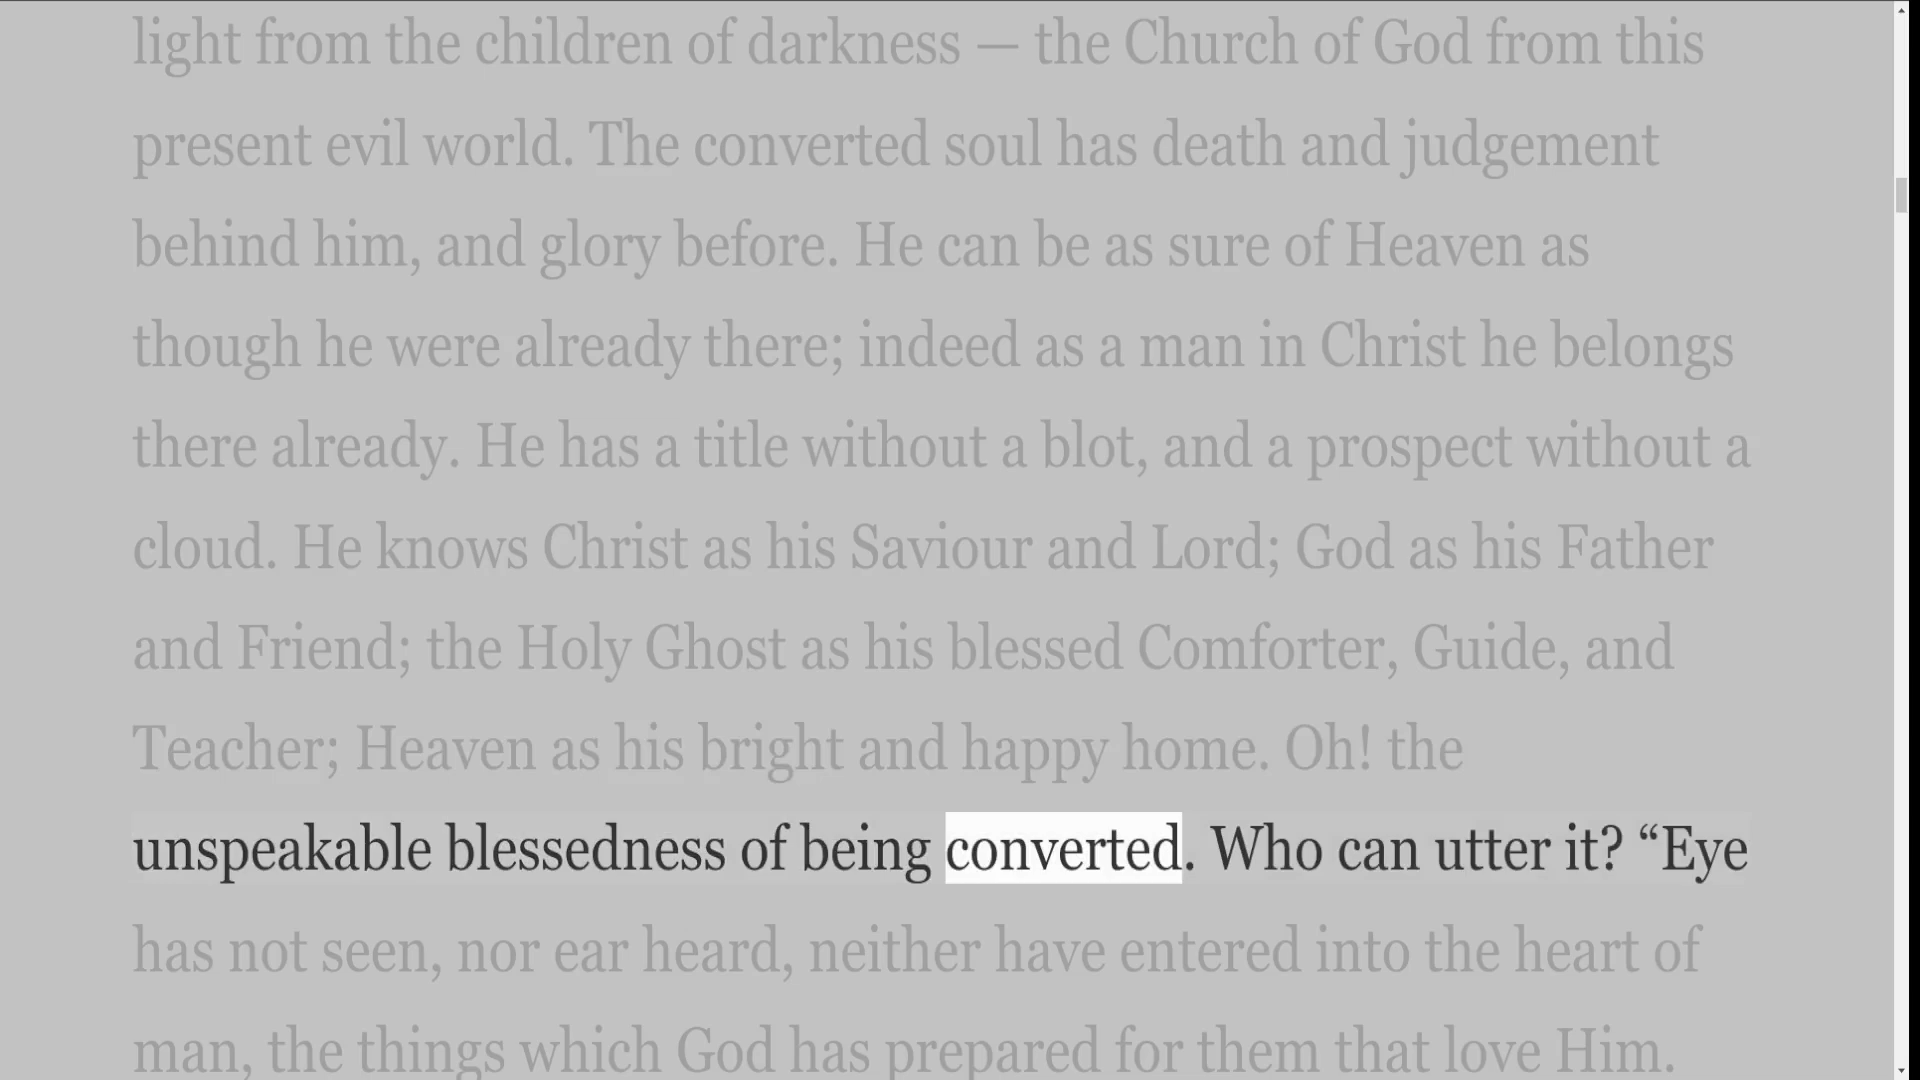 light from the children of darkness — the Church of God from this
present evil world. The converted soul has death and judgement
behind him, and glory before. He can be as sure of Heaven as
though he were already there; indeed as a man in Christ he belongs
there already. He has a title without a blot, and a prospect without a
cloud. He knows Christ as his Saviour and Lord; God as his Father
and Friend; the Holy Ghost as his blessed Comforter, Guide, and
Teacher; Heaven as his bright and happy home. Oh! the
unspeakable blessedness of being converted. Who can utter it? “Eye
has not seen, nor ear heard, neither have entered into the heart of
man, the things which God has prepared for them that love Him.